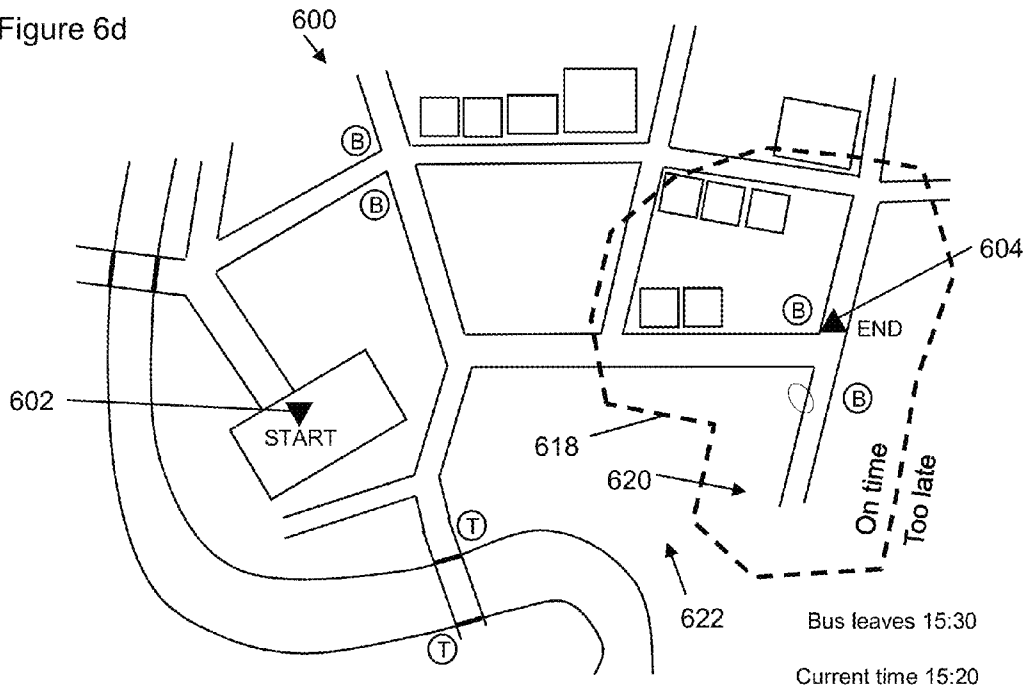 Figure 6d
600
B
B
604
B
END
602
START
B
618
620
On time
Too late
T
622
Bus leaves 15:30
T
Current time 15:20